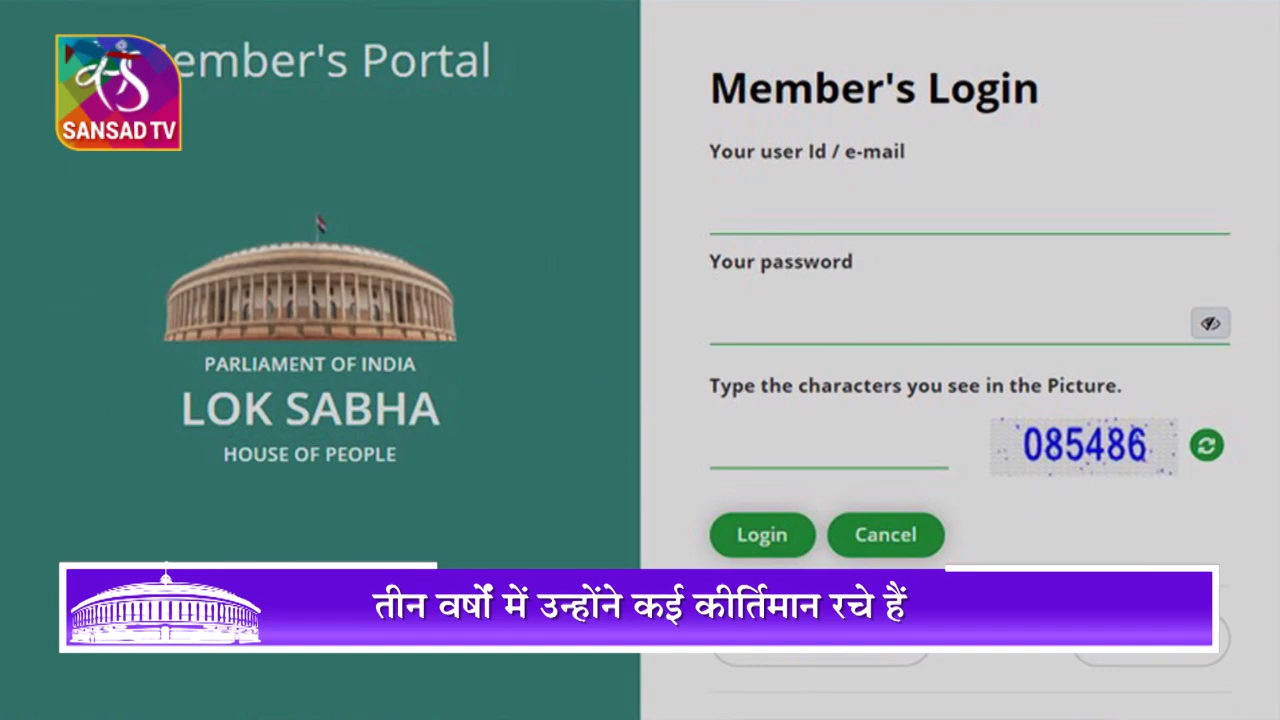 ember's Portal
SANSAD TV
PARLIAMENT OF INDIA
LOK SABHA
HOUSE OF PEOPLE
Member's Login
Your user Id / e-mail
Your password
Type the characters you see in the Picture.
085486
Login Cancel
तीन वर्षों में उन्होंने कई कीर्तिमान रचे हैं